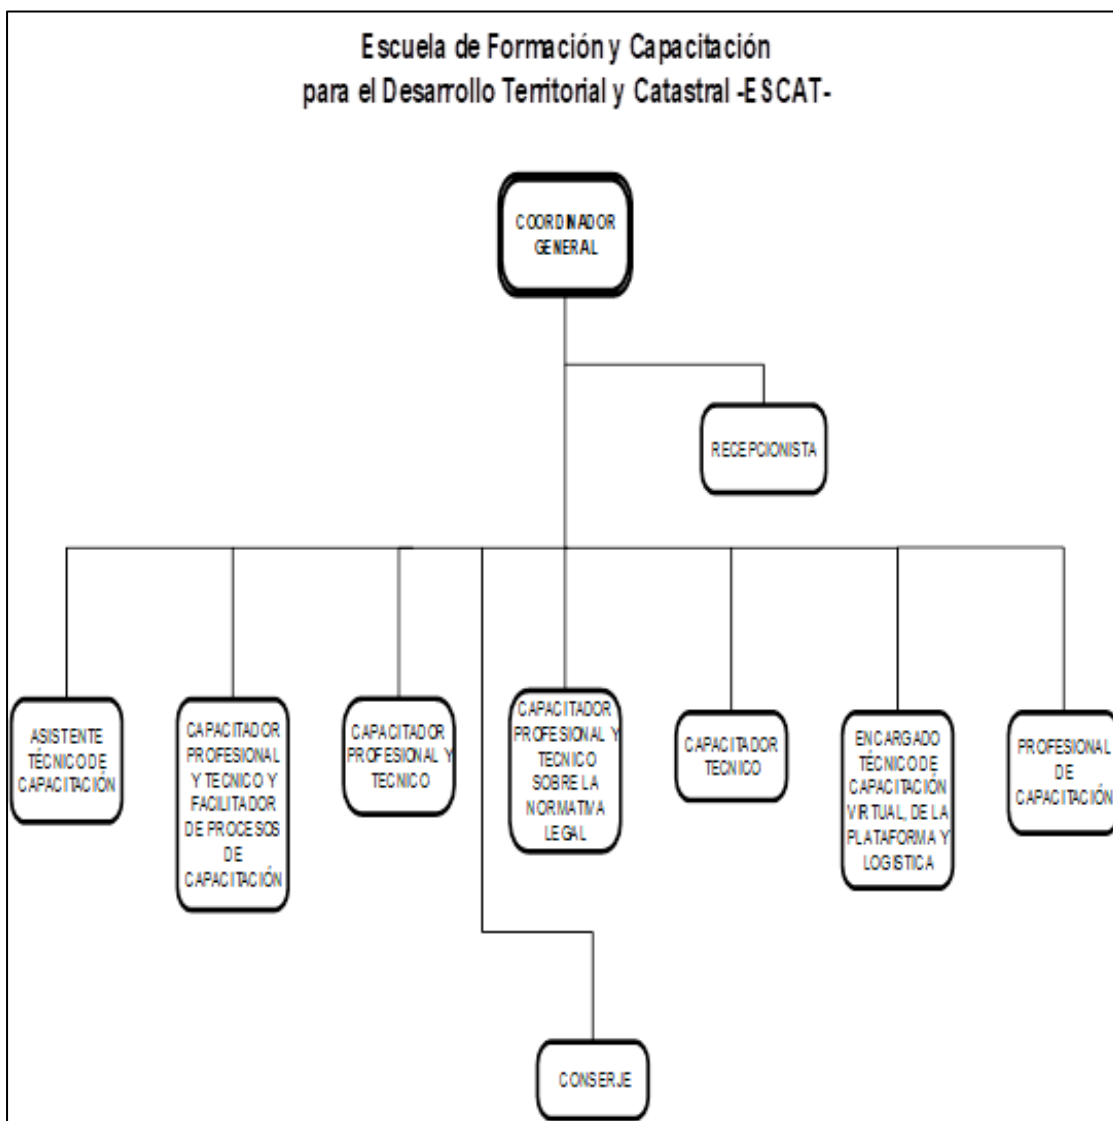 Escuela de Formación y Capacitación
para el Desarrollo Territorial y Catastral -ESCAT-
COORDINADOR
GENERAL
RECEPCIONISTA
ASISTENTE
TÉCNICO DE
CAPACITACIÓN
CAPACITADOR
PROFESIONAL
Y TECNICO Y
FACILITADOR
DE PROCESOS
DE
CAPACITACIÓN
CAPACITADOR
PROFESIONAL Y
TECNICO
CAPACITADOR
PROFESIONAL Y
TECNICO
SOBRE LA
NORMATIVA
LEGAL
CAPACITADOR
TECNICO
ENCARGADO
TÉCNICO DE
CAPACITACIÓN
VIRTUAL, DE LA
PLATAFORMA Y
LOGISTICA
PROFESIONAL
DE
CAPACITACIÓN
CONSERJE